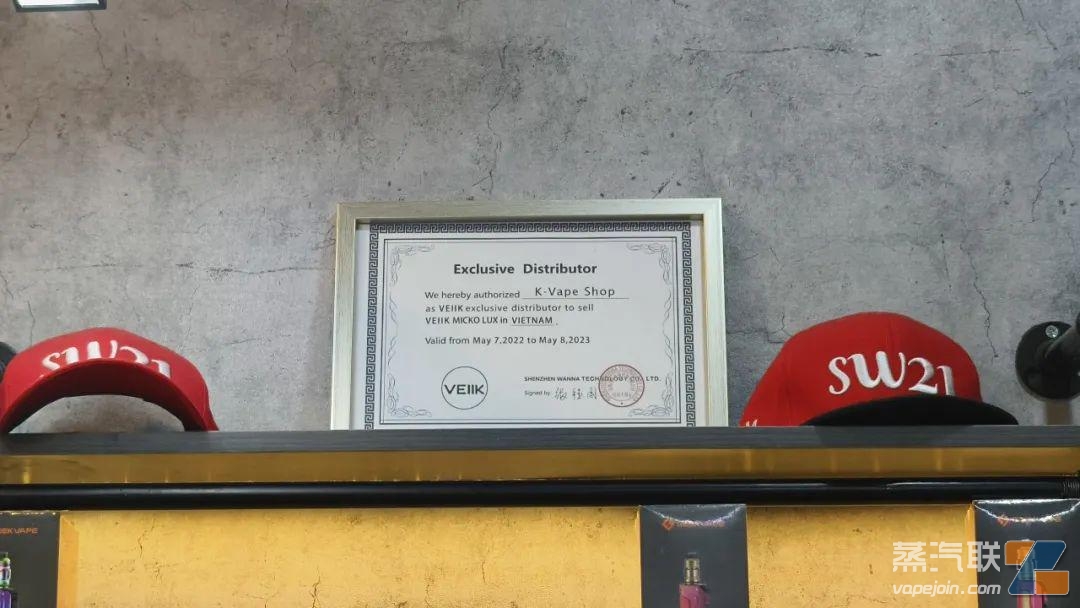 Exclusive Distributor
We hereby authorized K-Vape Shop
as VEIIK exclusive distributor to sell
VEIIK MICKO LUX in VIETNAM .
Valid from May 7,2022 to May 8,2023
VEIIK
SHENZHEN WANNA TECHNOLOGY CO., LTD.
Signed by
SW21
SW21
EEK VAPE
蒸汽联
vapejoin.com